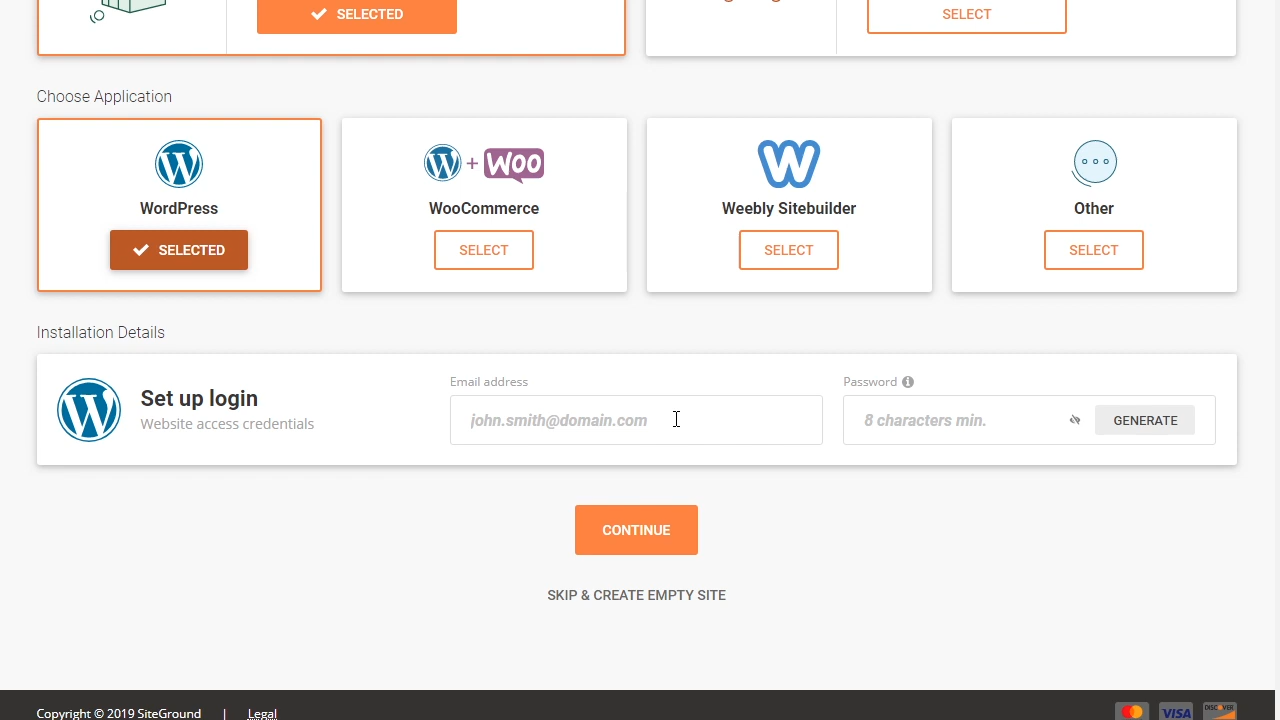 SELECTED
SELECT
Choose Application
WOO
WordPress
WooCommerce
Weebly Sitebuilder
Other
SELECTED
SELECT
SELECT
SELECT
Installation Details
Set up login
Website access credentials
Email address
john.smith@domain.com
Password
8 characters min.
GENERATE
CONTINUE
SKIP & CREATE EMPTY SITE
Copyright © 2019 SiteGround | Legal
VISA
DISCOVER